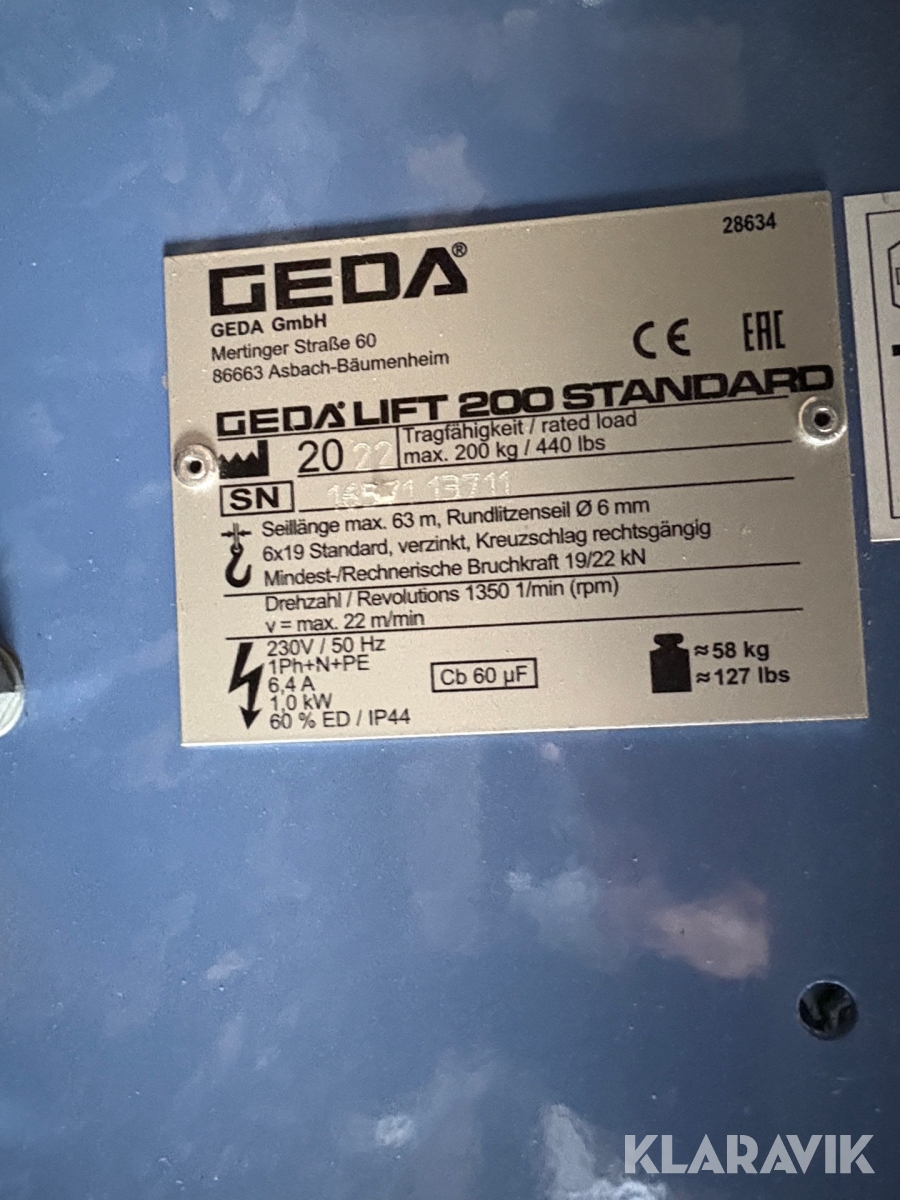 28634
GEDA®
GEDA GmbH
Mertinger Straße 60
86663 Asbach-Bäumenheim
CE EAC
GEDA® LIFT 200 STANDARD
2022 Tragfähigkeit / rated load
max. 200 kg / 440 lbs
SN 16571 13711
Seillänge max. 63 m, Rundlitzenseil Ø 6 mm
6x19 Standard, verzinkt, Kreuzschlag rechtsgängig
Mindest-/Rechnerische Bruchkraft 19/22 kN
Drehzahl / Revolutions 1350 1/min (rpm)
v = max. 22 m/min
230V / 50 Hz
1Ph+N+PE
6,4 A
1,0 kW
60 % ED / IP44
Cb 60 µF
≈ 58 kg
≈ 127 lbs
KLARAVIK